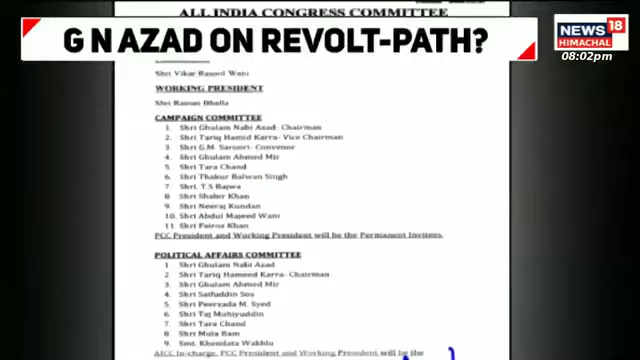 ALL INDIA CONGRESS COMMITTEE
G N AZAD ON REVOLT-PATH?
NEWS 18
HIMACHAL
08:02pm
Shri Vikar Rasool Wani
WORKING PRESIDENT
Shri Raman Bhalla
CAMPAIGN COMMITTEE
1. Shri Ghulam Nabi Azad- Chairman
2. Shri Tariq Hamid Karra- Vice Chairman
3. Shri G.M. Saroori- Convenor
4 Shri Ghulam Ahmed Mir
5 Shri Tara Chand
6 Shri Thakur Balwan Singh
7 Shri. T.S Bajwa
8 Shri Shabir Khan
9 Shri Neeraj Kundan
10. Shri Abdul Majeed Wani
11 Shri Fairoz Khan
PCC President and Working President will be the Permanent Invitees.
POLITICAL AFFAIRS COMMITTEE
1 Shri Ghulam Nabi Azad
2 Shri Tariq Hameed Karra- Chairman
3 Shri Ghulam Ahmed Mir
4 Shri Saifuddin Soz
5 Shri Peerzada M. Syed
6 Shri Taj Mohiyuddin
7 Shri Tara Chand
8 Shri Mula Ram
9 Smt. Khemlata Wakhlu
AICC In-charge, PCC President and Working President will be the